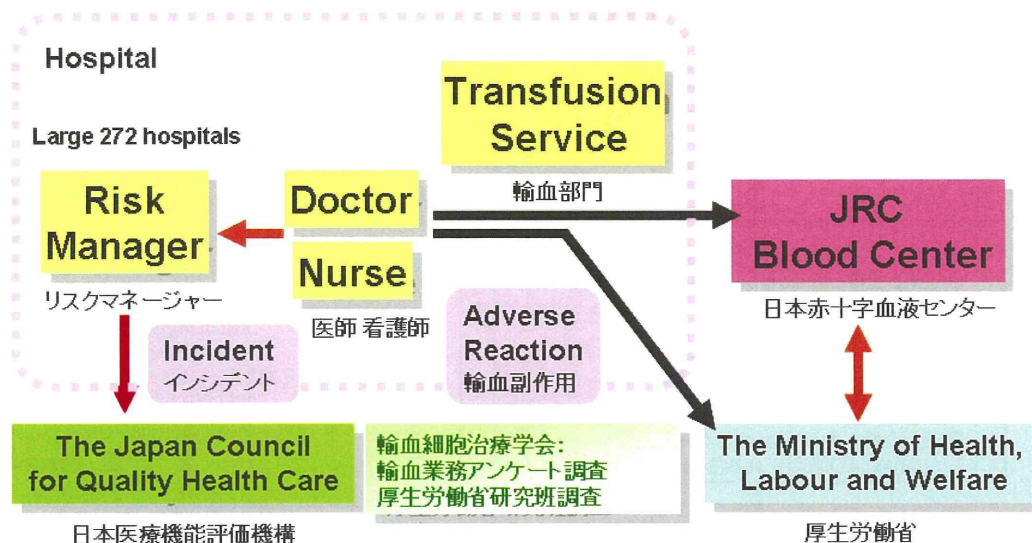 Hospital
Large 272 hospitals
Transfusion
Service
輸血部門
Risk
Manager
リスクマネージャー
Doctor
Nurse
医師 看護師
JRC
Blood Center
日本赤十字血液センター
Incident
インシデント
Adverse
Reaction
輸血副作用
The Japan Council
for Quality Health Care
日本医療機能評価機構
輸血細胞治療学会:
輸血業務アンケート調査
厚生労働省研究班調査
The Ministry of Health,
Labour and Welfare
厚生労働省